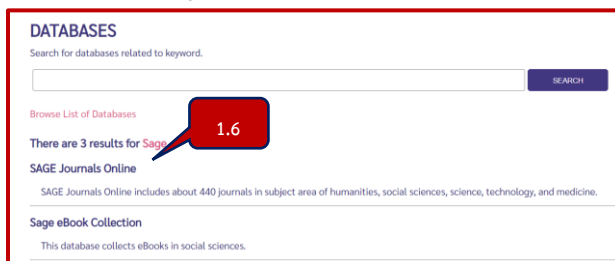 DATABASES
Search for databases related to keyword.
SEARCH
Browse List of Databases
1.6
There are 3 results for Sage
SAGE Journals Online
SAGE Journals Online includes about 440 journals in subject area of humanities, social sciences, science, technology, and medicine.
Sage eBook Collection
This database collects eBooks in social sciences.